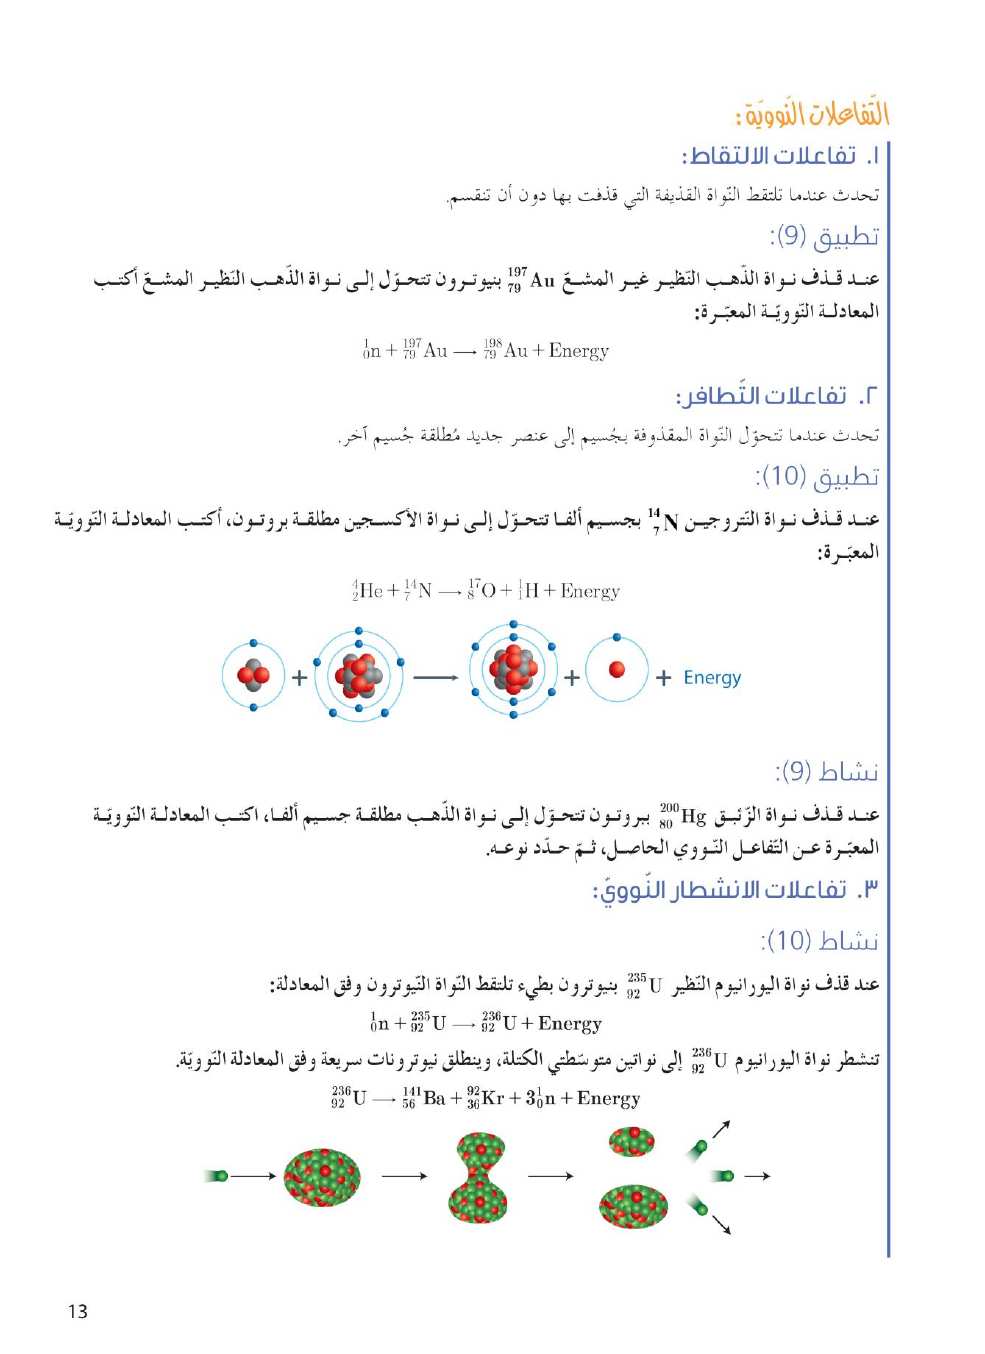 التّفاعلات النّوويّة:
١. تفاعلات الالتقاط:
تحدث عندما تلتقط النّواة القذيفة التي قذفت بها دون أن تنقسم.
تطبيق (9):
عند قذف نواة الذّهب النّظير غير المشعّ ¹⁹⁷₇₉Au بنيوترون تتحوّل إلى نواة الذّهب النّظير المشعّ أكتب
المعادلة النّوويّة المعبّرة:
¹₀n + ¹⁹⁷₇₉Au ⟶ ¹⁹⁸₇₉Au + Energy
٢. تفاعلات التّطافر:
تحدث عندما تتحوّل النّواة المقذوفة بجُسيم إلى عنصر جديد مُطلقة جُسيم آخر.
تطبيق (10):
عند قذف نواة النّتروجين ¹⁴₇N بجسيم ألفا تتحوّل إلى نواة الأكسجين مطلقة بروتون، أكتب المعادلة النّوويّة
المعبّرة:
⁴₂He + ¹⁴₇N ⟶ ¹⁷₈O + ¹₁H + Energy
+ + + Energy
نشاط (9):
عند قذف نواة الزّئبق ²⁰⁰₈₀Hg ببروتون تتحوّل إلى نواة الذّهب مطلقة جسيم ألفا، اكتب المعادلة النّوويّة
المعبّرة عن التّفاعل النّووي الحاصل، ثمّ حدّد نوعه.
٣. تفاعلات الانشطار النّوويّ:
نشاط (10):
عند قذف نواة اليورانيوم النّظير ²³⁵₉₂U بنيوترون بطيء تلتقط النّواة النّيوترون وفق المعادلة:
¹₀n + ²³⁵₉₂U ⟶ ²³⁶₉₂U + Energy
تنشطر نواة اليورانيوم ²³⁶₉₂U إلى نواتين متوسّطتي الكتلة، وينطلق نيوترونات سريعة وفق المعادلة النّوويّة.
²³⁶₉₂U ⟶ ¹⁴¹₅₆Ba + ⁹²₃₆Kr + 3¹₀n + Energy
13